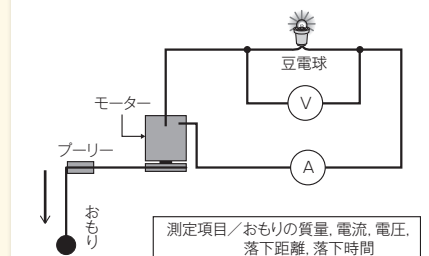 豆電球
V
モーター
プーリー
A
おもり
測定項目／おもりの質量, 電流, 電圧,
落下距離, 落下時間